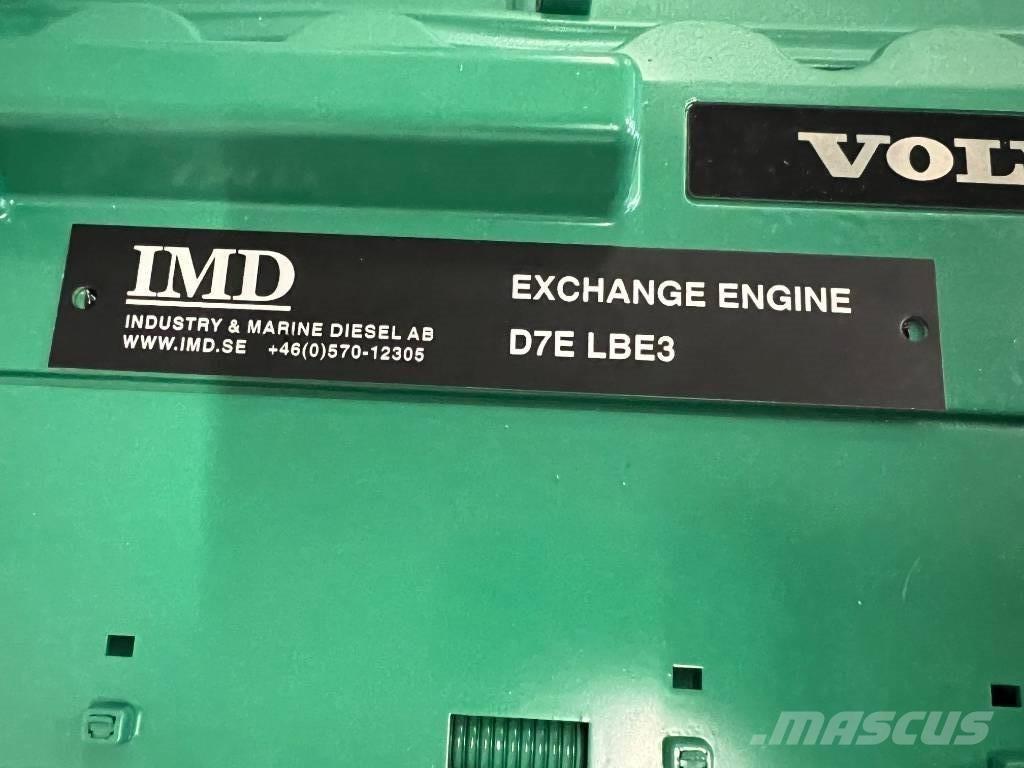 VOL
IMD
INDUSTRY & MARINE DIESEL AB
WWW.IMD.SE +46(0)570-12305
EXCHANGE ENGINE
D7E LBE3
MASCUS